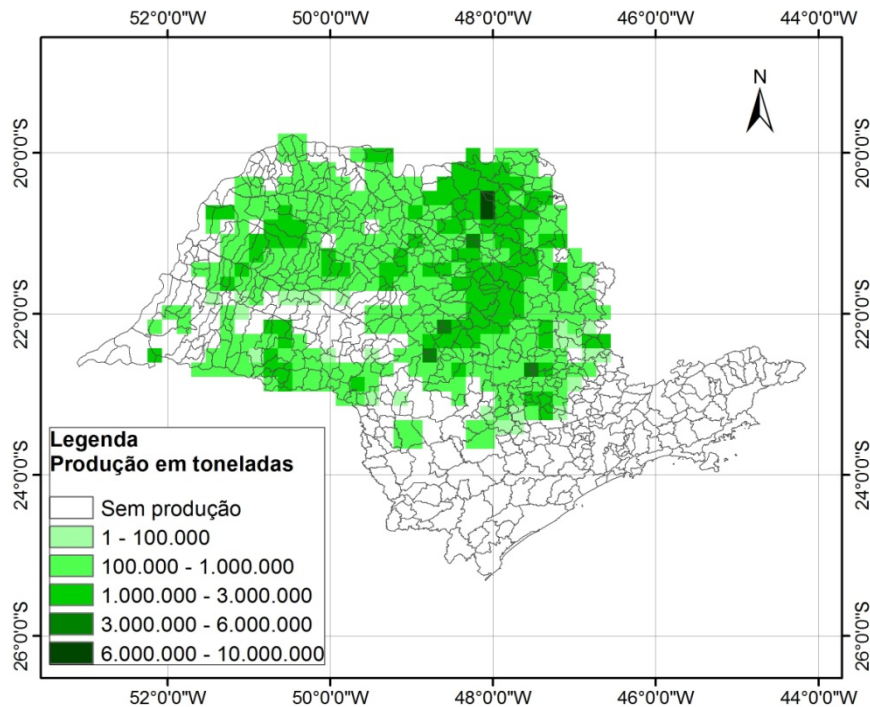 52°0'0"W 50°0'0"W 48°0'0"W 46°0'0"W 44°0'0"W
N
20°0'0"S 20°0'0"S
22°0'0"S 22°0'0"S
24°0'0"S 24°0'0"S
26°0'0"S 26°0'0"S
Legenda
Produção em toneladas
Sem produção
1 - 100.000
100.000 - 1.000.000
1.000.000 - 3.000.000
3.000.000 - 6.000.000
6.000.000 - 10.000.000
52°0'0"W 50°0'0"W 48°0'0"W 46°0'0"W 44°0'0"W